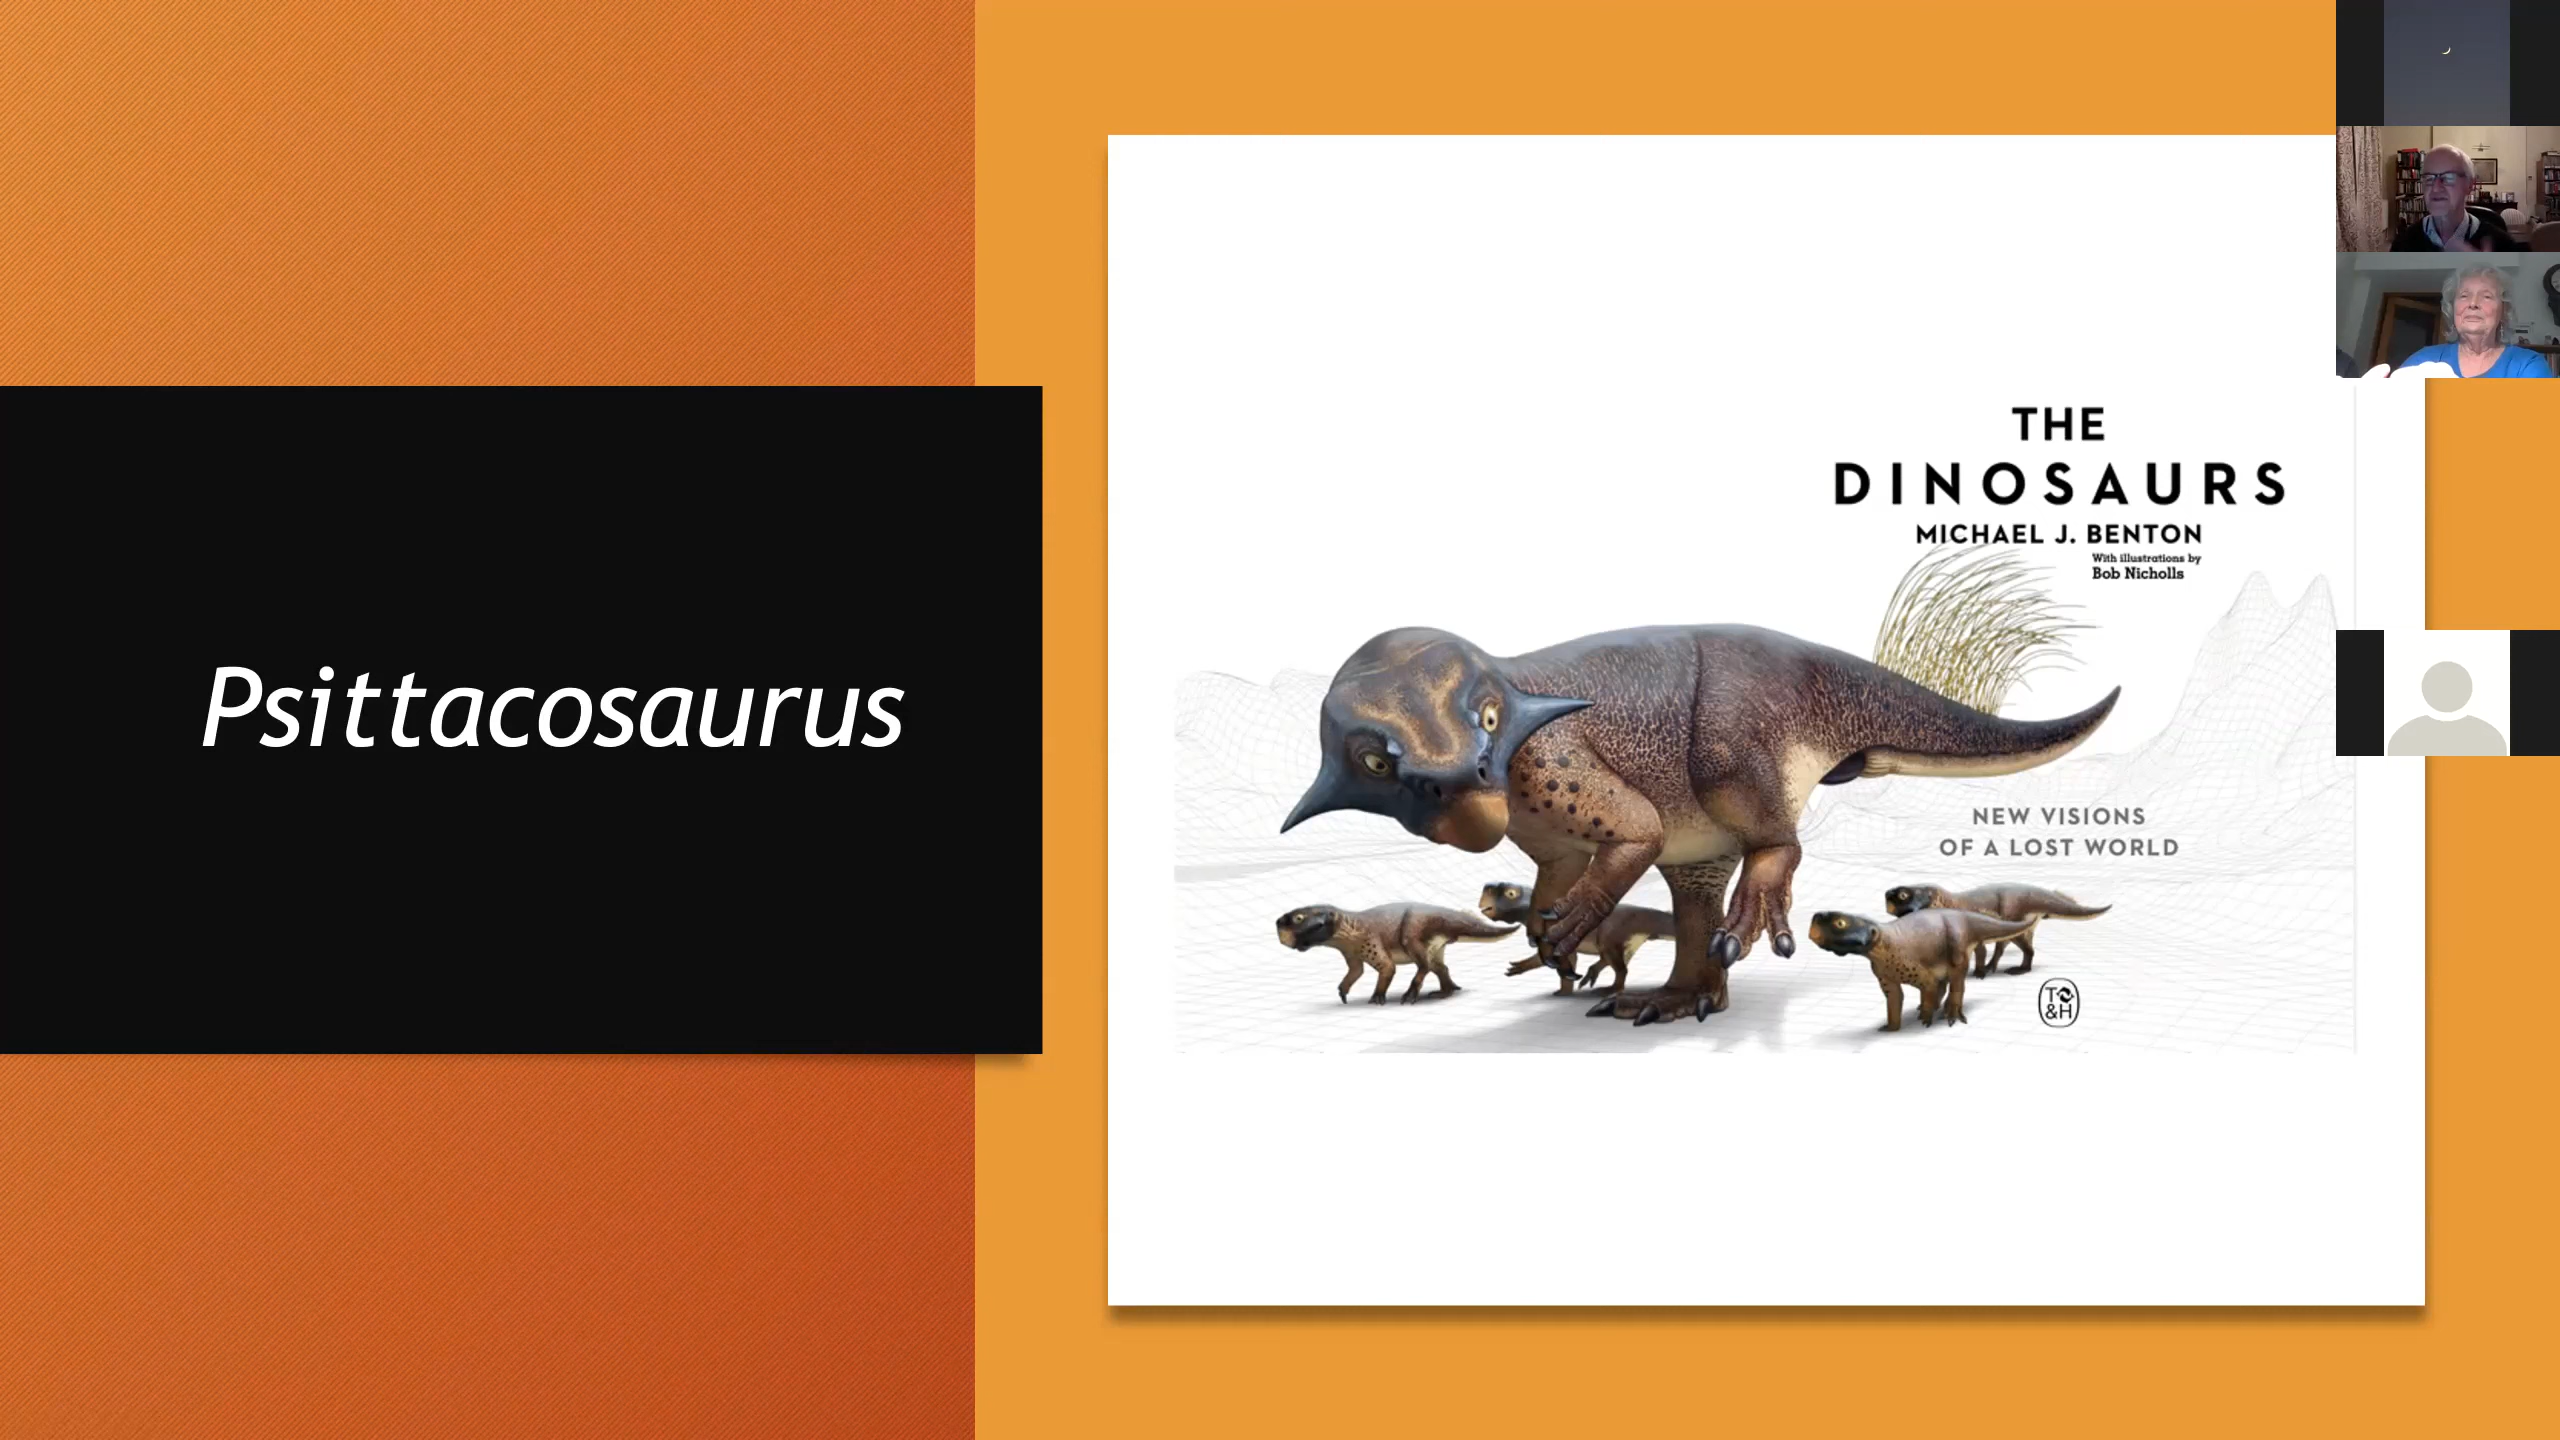 Psittacosaurus
THE
DINOSAURS
MICHAEL J. BENTON
With illustrations by
Bob Nicholls
NEW VISIONS
OF A LOST WORLD
T&H